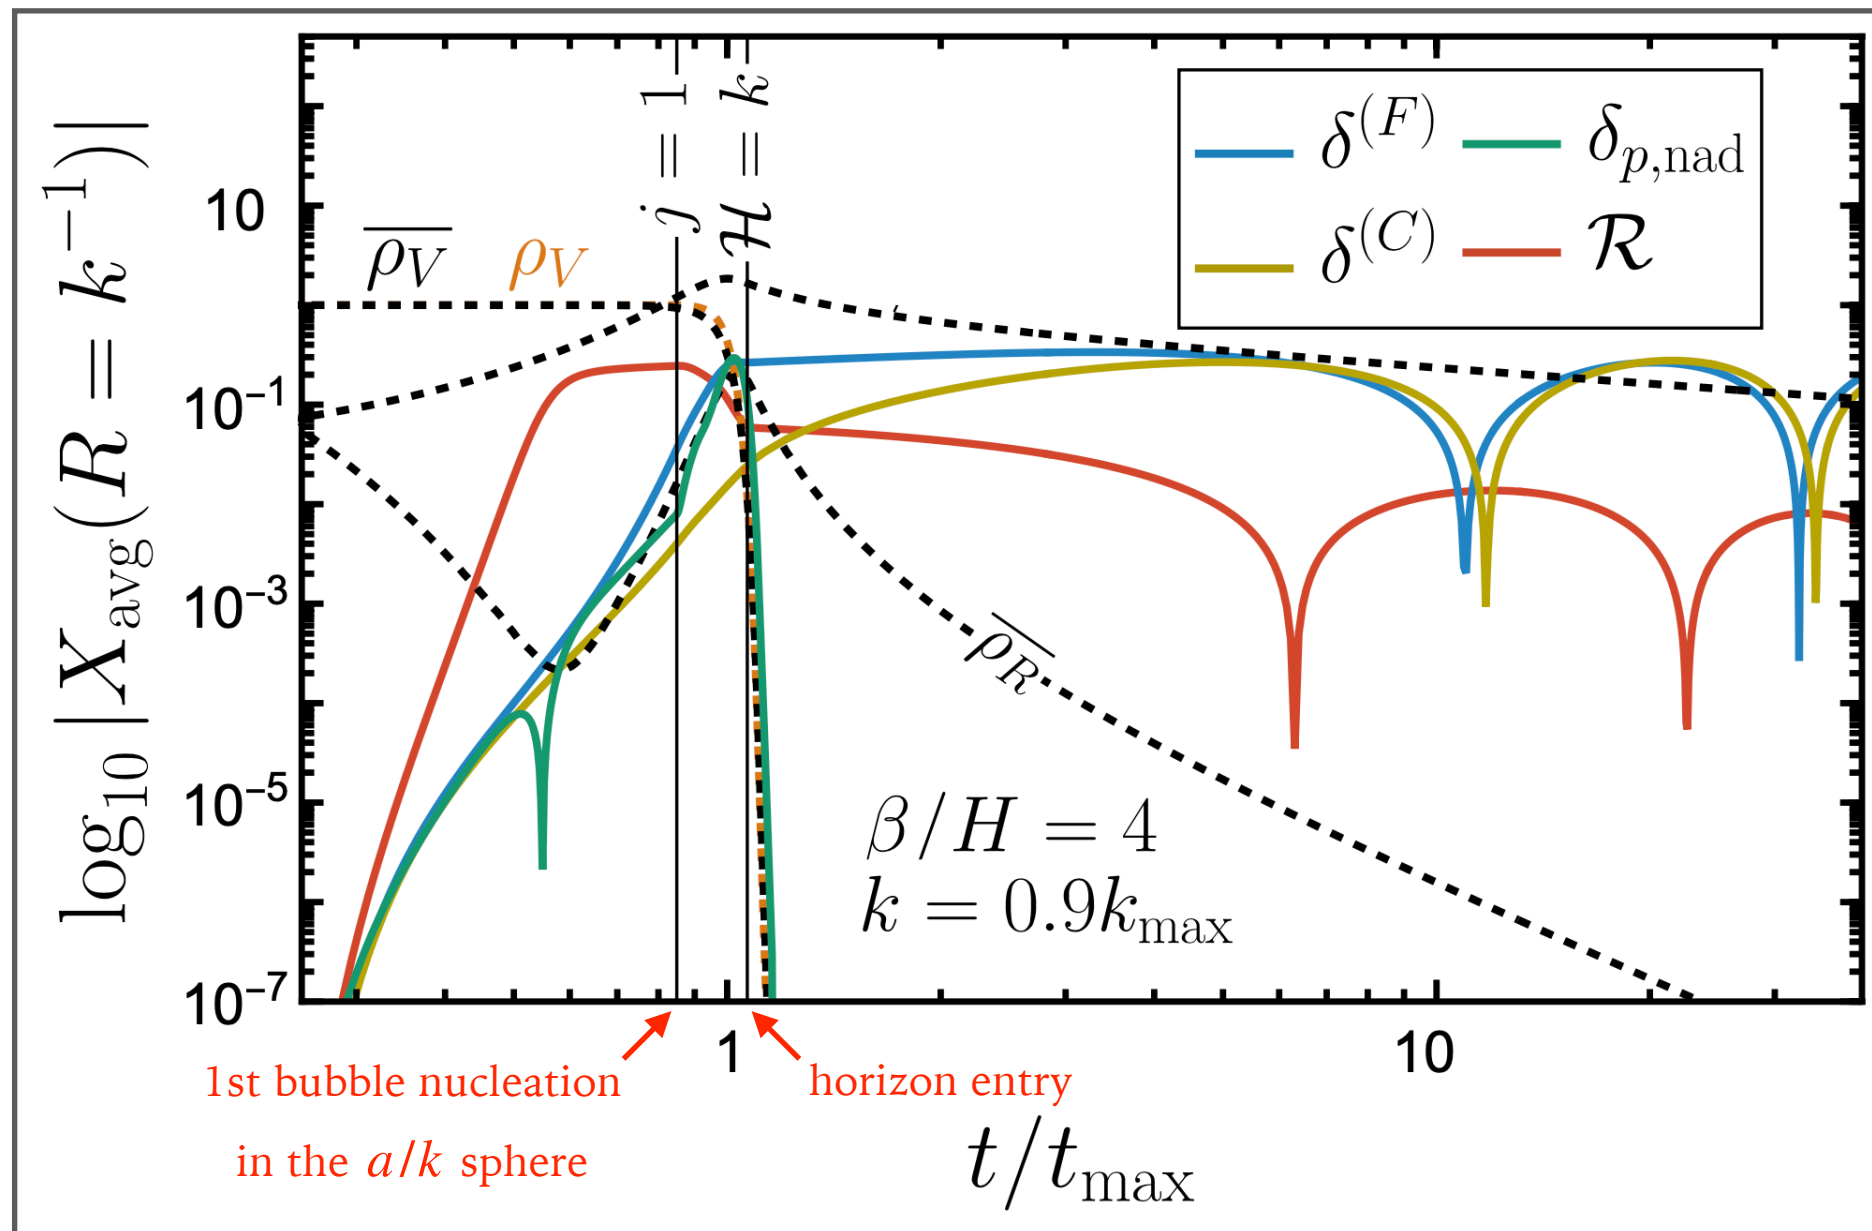 log₁₀|X_avg(R = k⁻¹)|
10
10⁻¹
10⁻³
10⁻⁵
10⁻⁷
j = 1
ℋ = k
δ^(F) δ_p,nad
δ^(C) ℛ
ρ̅_V̅ ρ_V
ρ̅_R̅
β/H = 4
k = 0.9k_max
1 10
1st bubble nucleation
in the a/k sphere
horizon entry
t/t_max